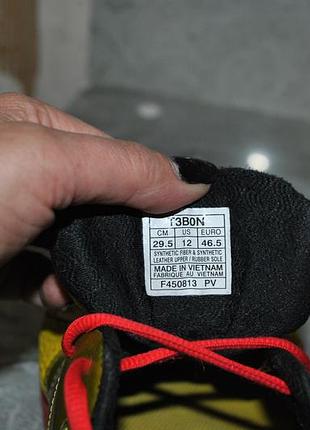 T3B0N
CM US EURO
29.5 12 46.5
SYNTHETIC FIBER & SYNTHETIC
LEATHER UPPER / RUBBER SOLE
MADE IN VIETNAM
FABRIQUE AU VIETNAM
F450813 PV